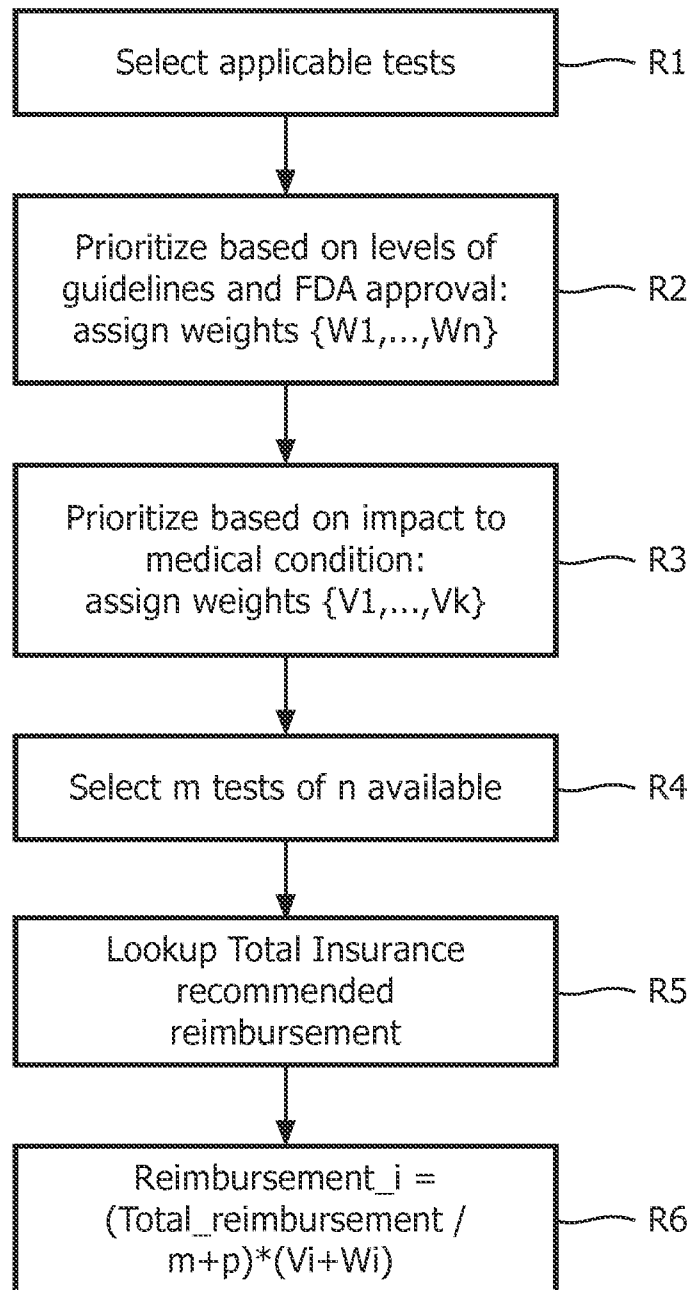 Select applicable tests
R1
Prioritize based on levels of
guidelines and FDA approval:
assign weights {W1,...,Wn}
R2
Prioritize based on impact to
medical condition:
assign weights {V1,...,Vk}
R3
Select m tests of n available
R4
Lookup Total Insurance
recommended
reimbursement
R5
Reimbursement_i =
(Total_reimbursement /
m+p)*(Vi+Wi)
R6